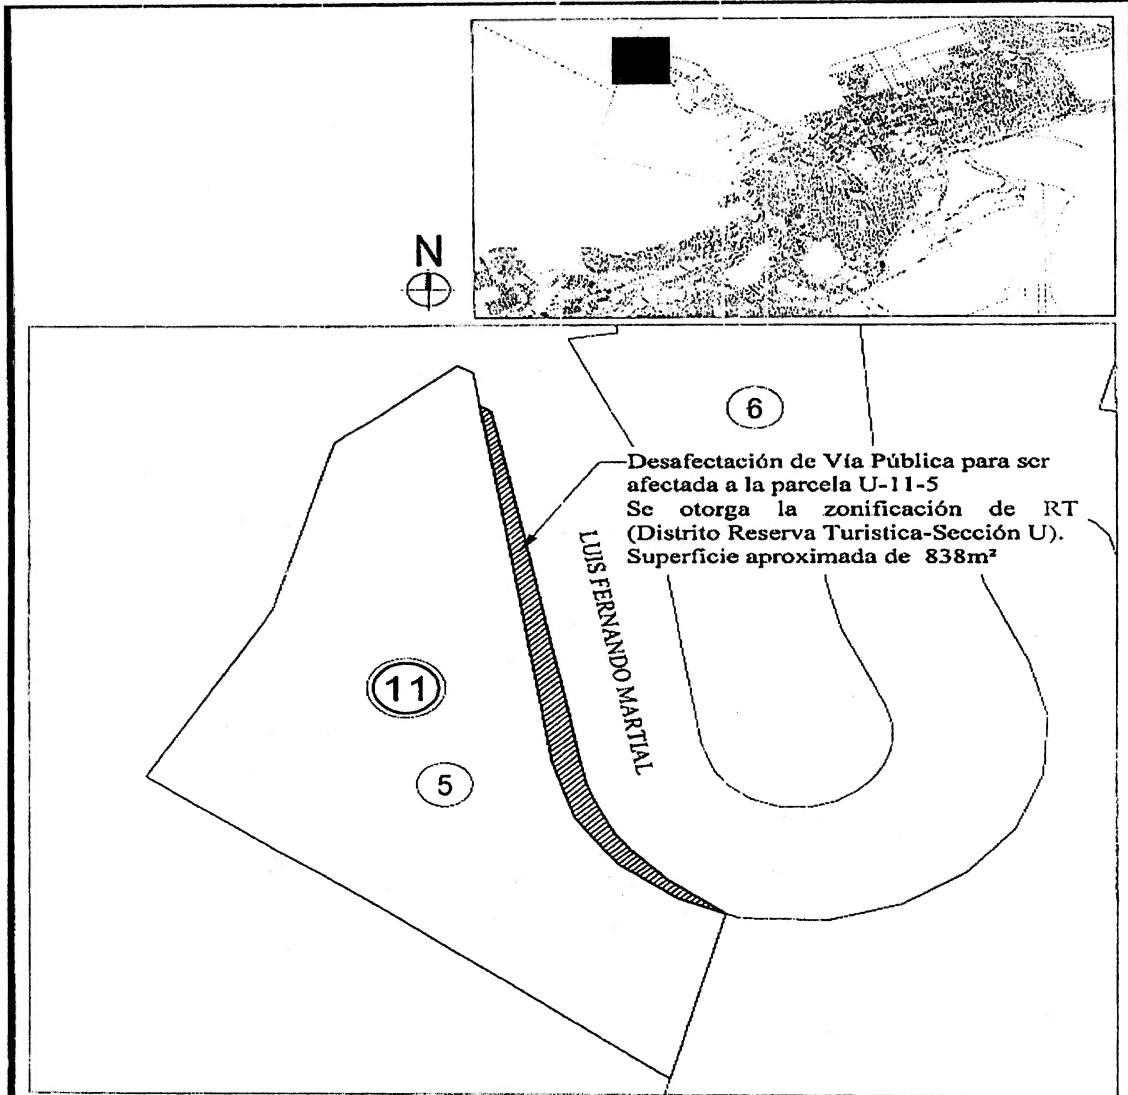 N
6
Desafectación de Vía Pública para ser
afectada a la parcela U-11-5
Se otorga la zonificación de RT
(Distrito Reserva Turistica-Sección U).
Superficie aproximada de 838m²
LUIS FERNANDO MARTIAL
11
5